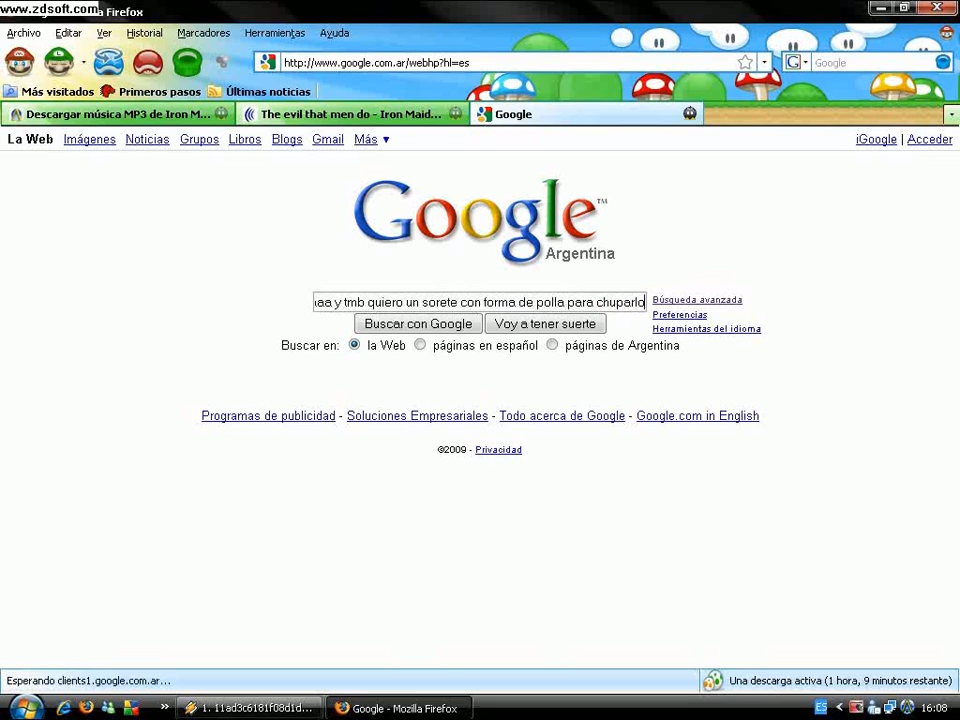 www.zdsoft.com
a Firefox
Archivo Editar Ver Historial Marcadores Herramientas Ayuda
http://www.google.com.ar/webhp?hl=es
G Google
Más visitados Primeros pasos Últimas noticias
Descargar música MP3 de Iron M... The evil that men do - Iron Maid... Google
La Web Imágenes Noticias Grupos Libros Blogs Gmail Más ▼ iGoogle | Acceder
Google™
Argentina
aa y tmb quiero un sorete con forma de polla para chuparlo
Búsqueda avanzada
Preferencias
Herramientas del idioma
Buscar con Google Voy a tener suerte
Buscar en: la Web páginas en español páginas de Argentina
Programas de publicidad - Soluciones Empresariales - Todo acerca de Google - Google.com in English
©2009 - Privacidad
Esperando clients1.google.com.ar... Una descarga activa (1 hora, 9 minutos restante)
1. 11ad3c6181f08d1d... Google - Mozilla Firefox ES 16:08